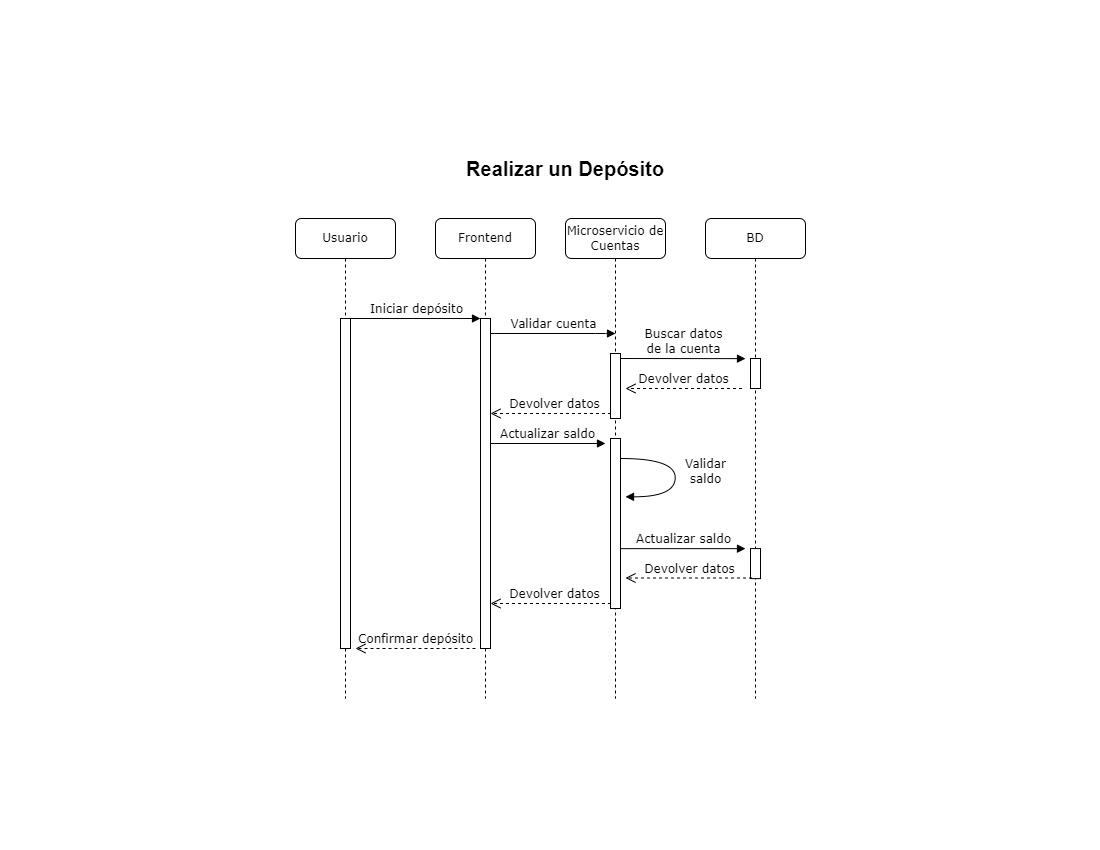 Realizar un Depósito
Usuario
Frontend
Microservicio de
Cuentas
BD
Iniciar depósito
Validar cuenta
Buscar datos
de la cuenta
Devolver datos
Devolver datos
Actualizar saldo
Validar
saldo
Actualizar saldo
Devolver datos
Devolver datos
Confirmar depósito